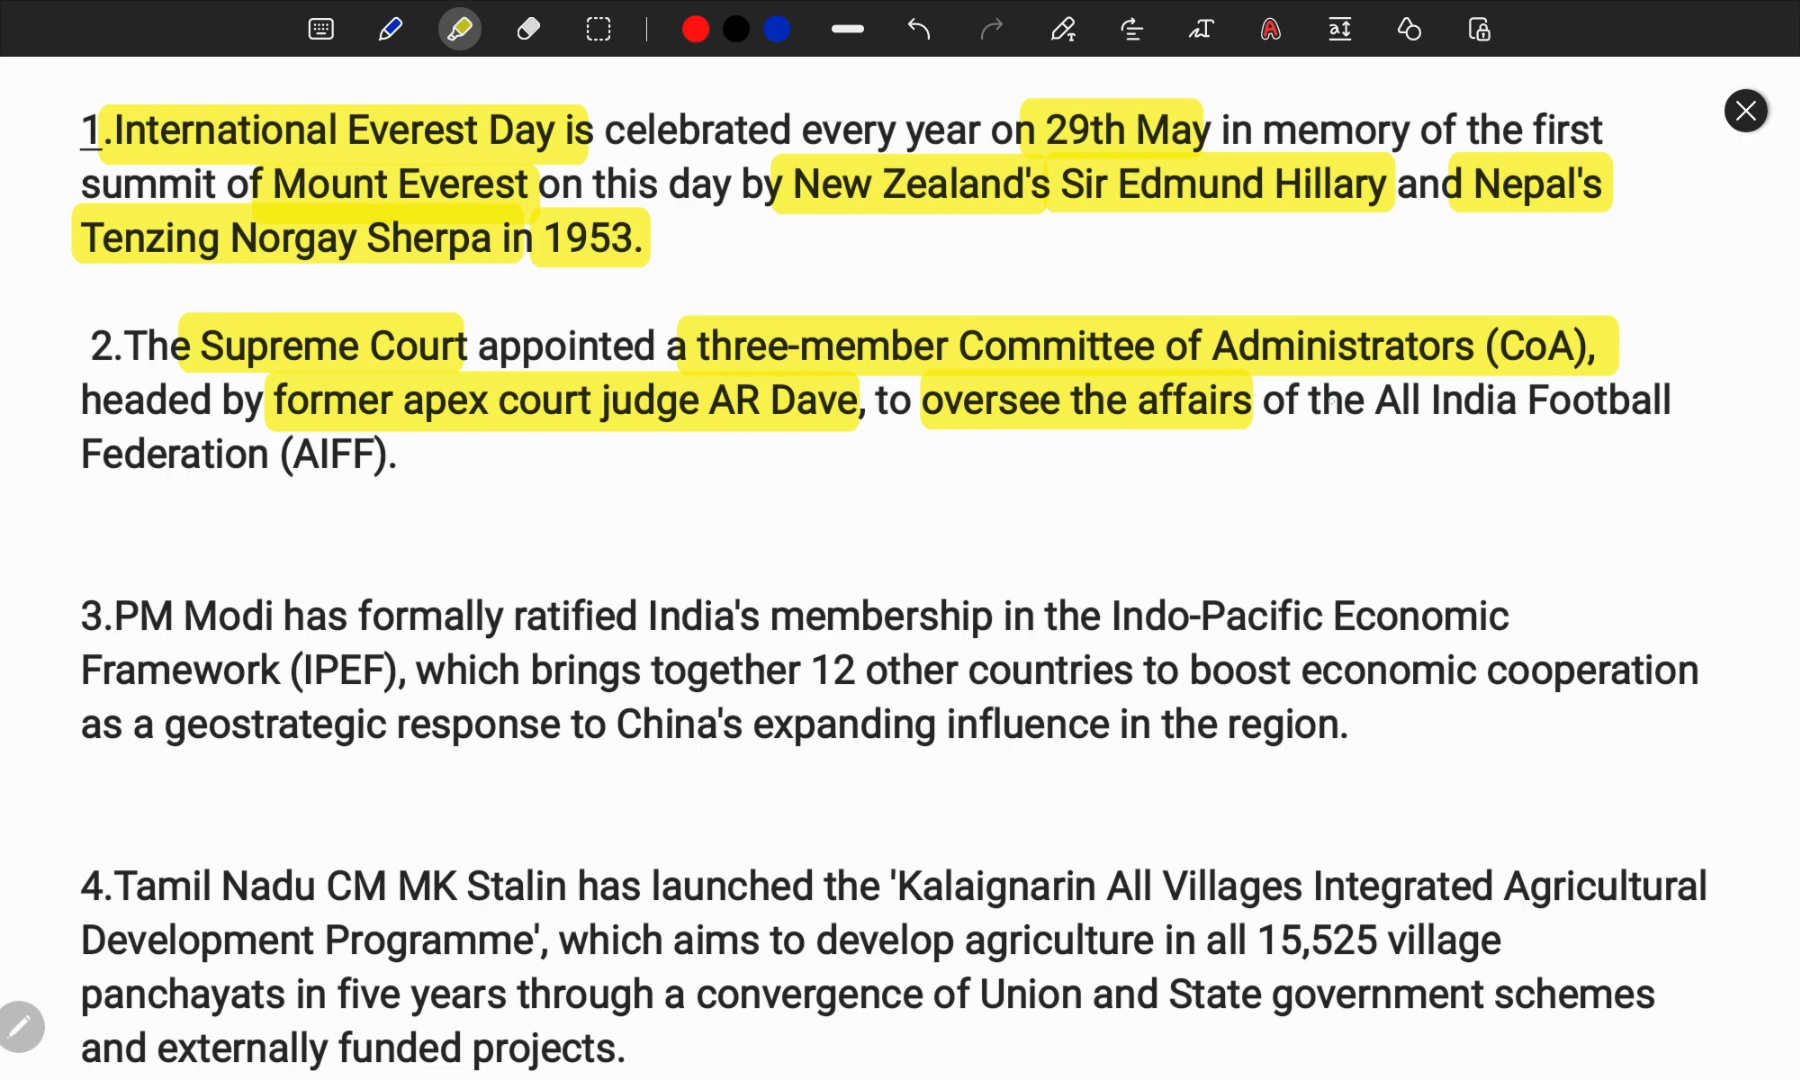 1.International Everest Day is celebrated every year on 29th May in memory of the first
summit of Mount Everest on this day by New Zealand's Sir Edmund Hillary and Nepal's
Tenzing Norgay Sherpa in 1953.
2.The Supreme Court appointed a three-member Committee of Administrators (CoA),
headed by former apex court judge AR Dave, to oversee the affairs of the All India Football
Federation (AIFF).
3.PM Modi has formally ratified India's membership in the Indo-Pacific Economic
Framework (IPEF), which brings together 12 other countries to boost economic cooperation
as a geostrategic response to China's expanding influence in the region.
4.Tamil Nadu CM MK Stalin has launched the 'Kalaignarin All Villages Integrated Agricultural
Development Programme', which aims to develop agriculture in all 15,525 village
panchayats in five years through a convergence of Union and State government schemes
and externally funded projects.